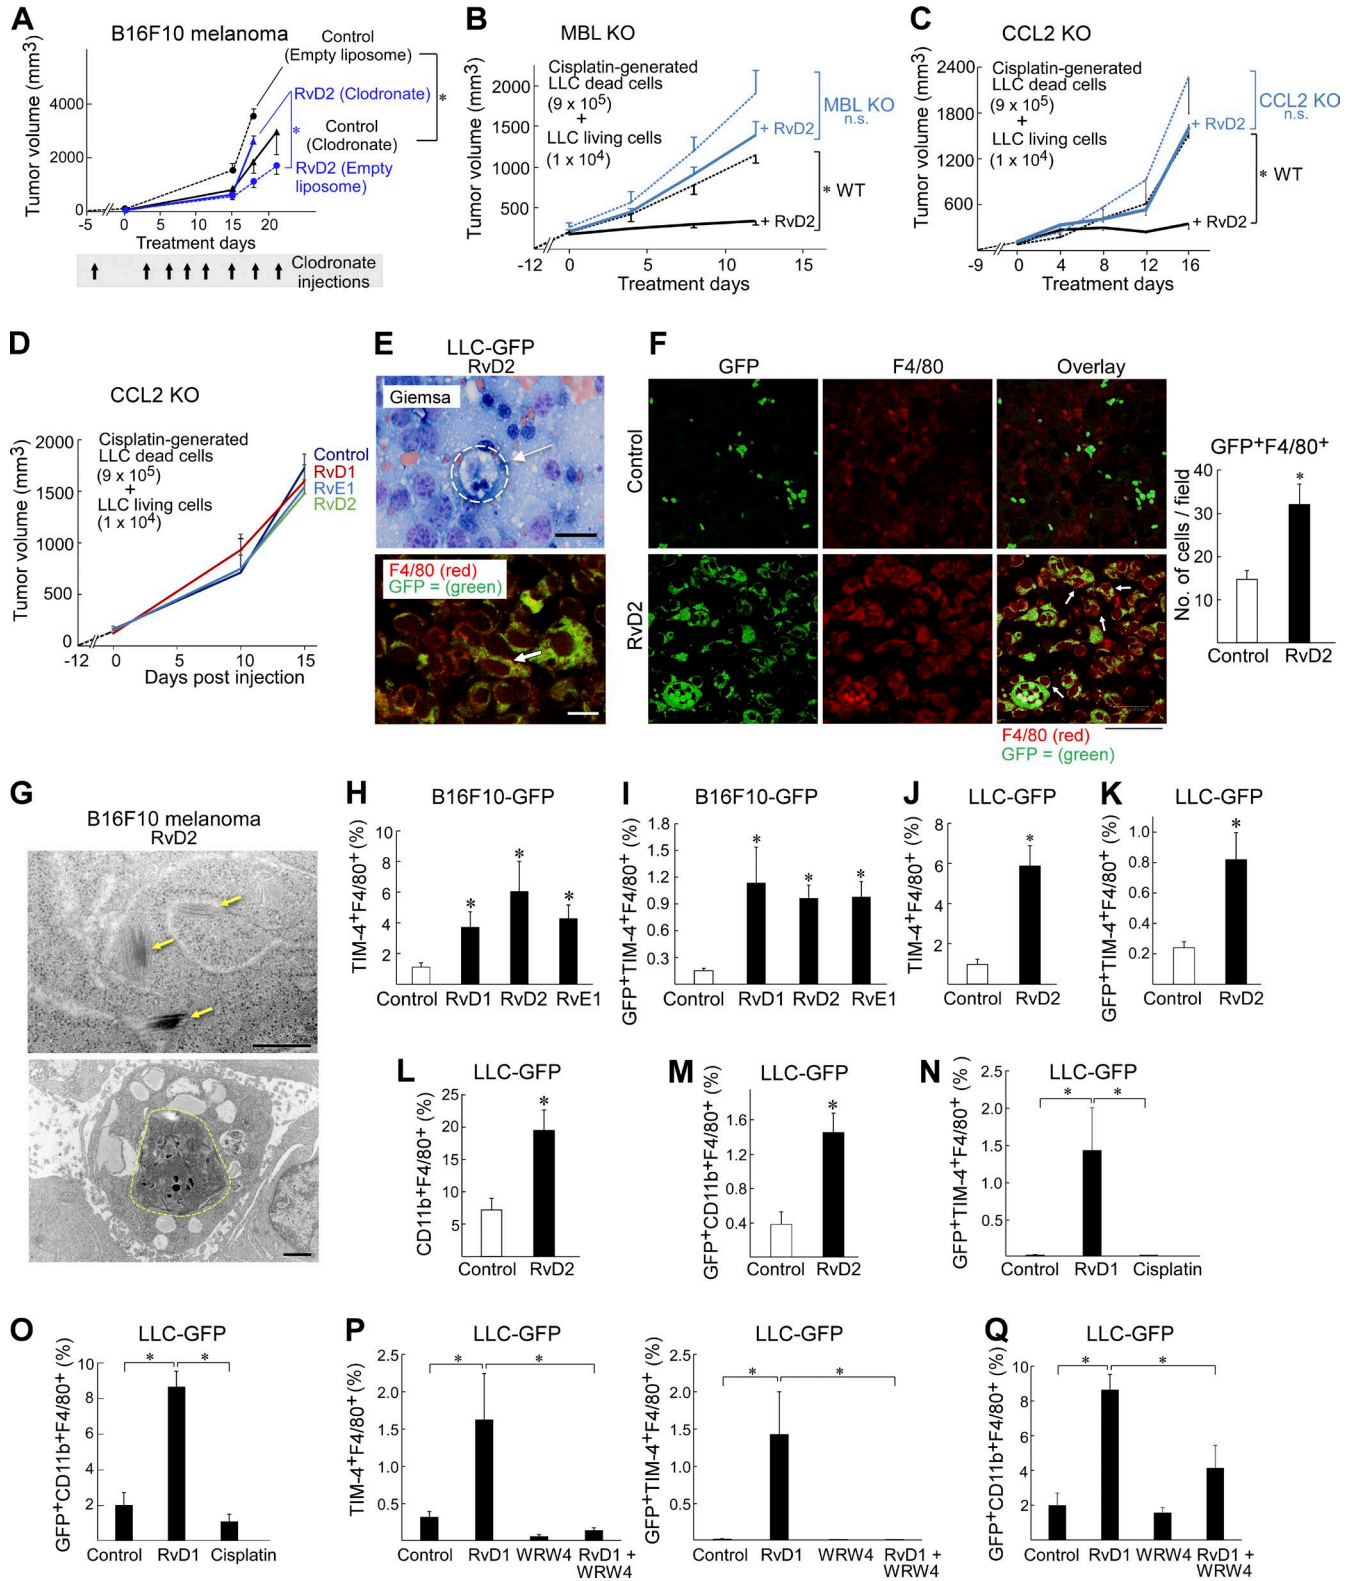 A
B16F10 melanoma
Control
(Empty liposome)
RvD2 (Clodronate)
*
*
Control
(Clodronate)
RvD2 (Empty
liposome)
Tumor volume (mm3)
4000
2000
0
-5
0
5
10
15
20
Treatment days
Clodronate
injections
B
MBL KO
Cisplatin-generated
LLC dead cells
(9 x 10⁵)
+
LLC living cells
(1 x 10⁴)
MBL KO
n.s.
+ RvD2
* WT
+ RvD2
Tumor volume (mm3)
2000
1500
1000
500
-12
0
5
10
15
Treatment days
C
CCL2 KO
Cisplatin-generated
LLC dead cells
(9 x 10⁵)
+
LLC living cells
(1 x 10⁴)
CCL2 KO
n.s.
+ RvD2
* WT
+ RvD2
Tumor volume (mm3)
2400
1800
1200
600
-9
0
4
8
12
16
Treatment days
D
CCL2 KO
Cisplatin-generated
LLC dead cells
(9 x 10⁵)
+
LLC living cells
(1 x 10⁴)
Control
RvD1
RvE1
RvD2
Tumor volume (mm3)
2000
1500
1000
500
0
-12
0
5
10
15
Days post injection
E
LLC-GFP
RvD2
Giemsa
F4/80 (red)
GFP = (green)
F
GFP
F4/80
Overlay
Control
RvD2
F4/80 (red)
GFP = (green)
GFP⁺F4/80⁺
No. of cells / field
40
30
20
10
*
Control
RvD2
G
B16F10 melanoma
RvD2
H
B16F10-GFP
TIM-4⁺F4/80⁺ (%)
10
8
6
4
2
*
*
*
Control
RvD1
RvD2
RvE1
I
B16F10-GFP
GFP⁺TIM-4⁺F4/80⁺ (%)
1.8
1.5
1.2
0.9
0.6
0.3
*
*
*
Control
RvD1
RvD2
RvE1
J
LLC-GFP
TIM-4⁺F4/80⁺ (%)
8
6
4
2
*
Control
RvD2
K
LLC-GFP
GFP⁺TIM-4⁺F4/80⁺ (%)
1.0
0.8
0.6
0.4
0.2
*
Control
RvD2
L
LLC-GFP
CD11b⁺F4/80⁺ (%)
25
20
15
10
5
*
Control
RvD2
M
LLC-GFP
GFP⁺CD11b⁺F4/80⁺ (%)
1.6
1.2
0.8
0.4
*
Control
RvD2
N
LLC-GFP
GFP⁺TIM-4⁺F4/80⁺ (%)
2.5
2.0
1.5
1.0
0.5
*
*
Control
RvD1
Cisplatin
O
LLC-GFP
GFP⁺CD11b⁺F4/80⁺ (%)
10
8
6
4
2
*
*
Control
RvD1
Cisplatin
P
LLC-GFP
TIM-4⁺F4/80⁺ (%)
2.5
2.0
1.5
1.0
0.5
*
*
Control
RvD1
WRW4
RvD1 +
WRW4
LLC-GFP
GFP⁺TIM-4⁺F4/80⁺ (%)
2.5
2.0
1.5
1.0
0.5
*
*
Control
RvD1
WRW4
RvD1 +
WRW4
Q
LLC-GFP
GFP⁺CD11b⁺F4/80⁺ (%)
10
8
6
4
2
*
*
Control
RvD1
WRW4
RvD1 +
WRW4